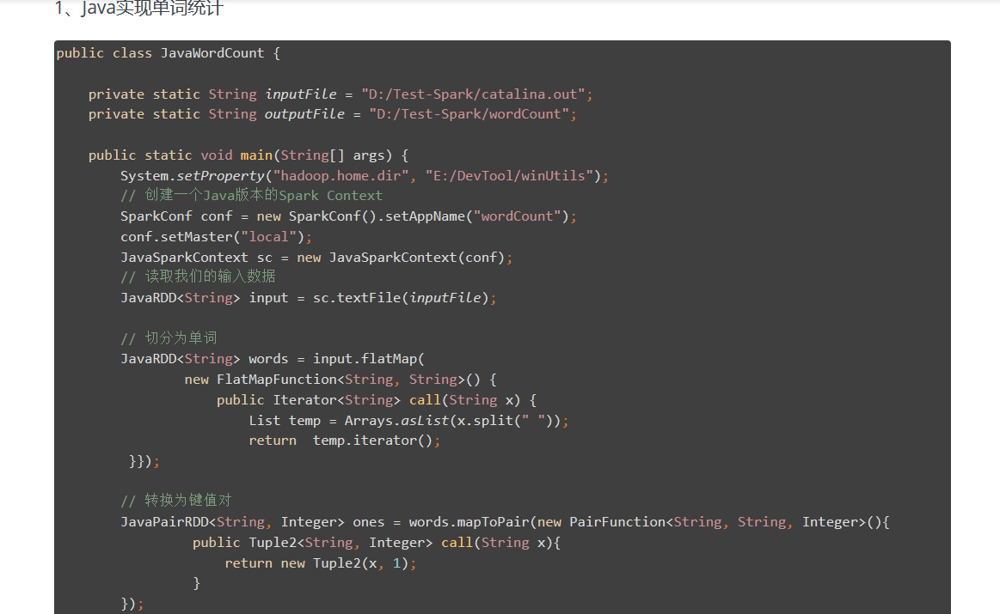 1、Java实现单词统计
public class JavaWordCount {
private static String inputFile = "D:/Test-Spark/catalina.out";
private static String outputFile = "D:/Test-Spark/wordCount";
public static void main(String[] args) {
System.setProperty("hadoop.home.dir", "E:/DevTool/winUtils");
// 创建一个Java版本的Spark Context
SparkConf conf = new SparkConf().setAppName("wordCount");
conf.setMaster("local");
JavaSparkContext sc = new JavaSparkContext(conf);
// 读取我们的输入数据
JavaRDD<String> input = sc.textFile(inputFile);
// 切分为单词
JavaRDD<String> words = input.flatMap(
new FlatMapFunction<String, String>() {
public Iterator<String> call(String x) {
List temp = Arrays.asList(x.split(" "));
return  temp.iterator();
}});
// 转换为键值对
JavaPairRDD<String, Integer> ones = words.mapToPair(new PairFunction<String, String, Integer>(){
public Tuple2<String, Integer> call(String x){
return new Tuple2(x, 1);
}
});